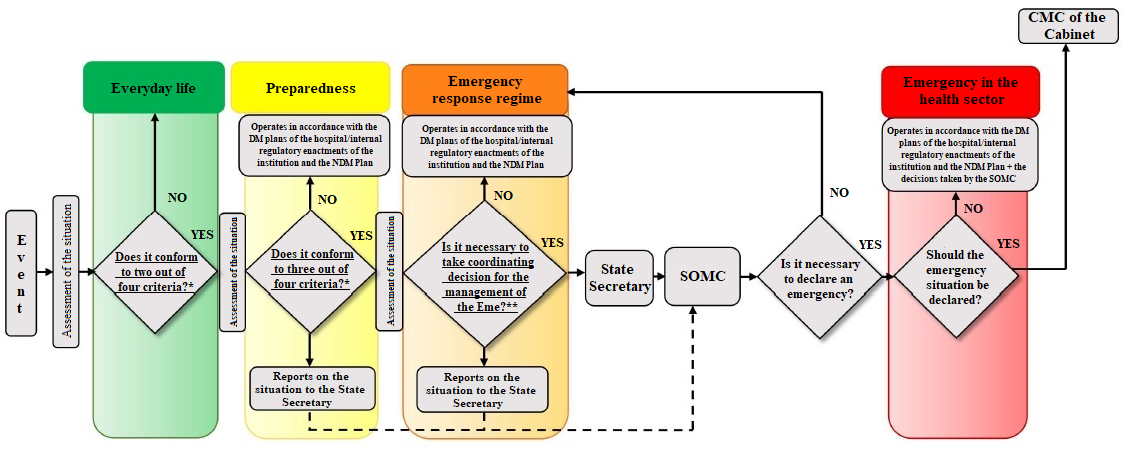 CMC of the
Cabinet
Everyday life
Preparedness
Emergency
response regime
Emergency in the
health sector
Operates in accordance with the
DM plans of the hospital/internal
regulatory enactments of the
institution and the NDM Plan
Operates in accordance with the
DM plans of the hospital/internal
regulatory enactments of the
institution and the NDM Plan
Operates in accordance with the DM
plans of the hospital/internal
regulatory enactments of the
institution and the NDM Plan + the
decisions taken by the SOMC
Event
Assessment of the situation
NO
YES
Does it conform
to two out of
four criteria?*
Assessment of the situation
NO
YES
Does it conform
to three out of
four criteria?*
Assessment of the situation
NO
YES
Is it necessary to
take coordinating
decision for the
management of
the Eme?**
State
Secretary
SOMC
NO
YES
Is it necessary
to declare an
emergency?
NO
YES
Should the
emergency
situation be
declared?
Reports on the
situation to the State
Secretary
Reports on the
situation to the State
Secretary